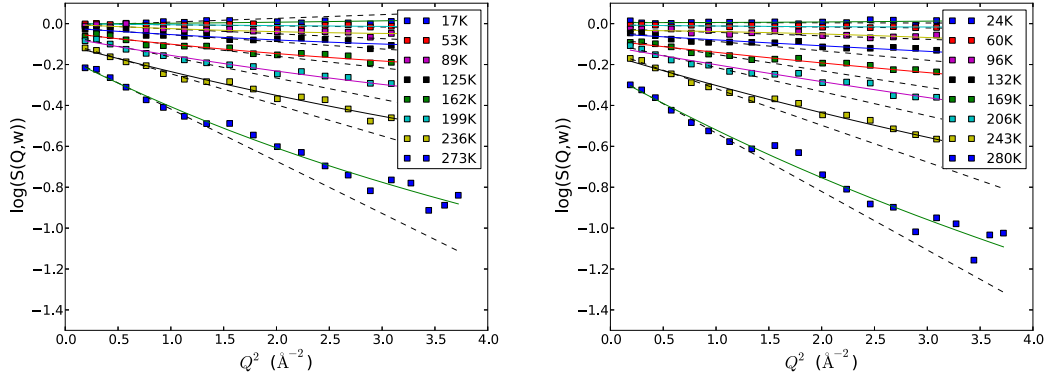 0.0
−0.2
−0.4
−0.6
−0.8
−1.0
−1.2
−1.4
log(S(Q,w))
0.0 0.5 1.0 1.5 2.0 2.5 3.0 3.5 4.0
Q² (Å⁻²)
17K
53K
89K
125K
162K
199K
236K
273K
0.0
−0.2
−0.4
−0.6
−0.8
−1.0
−1.2
−1.4
log(S(Q,w))
0.0 0.5 1.0 1.5 2.0 2.5 3.0 3.5 4.0
Q² (Å⁻²)
24K
60K
96K
132K
169K
206K
243K
280K